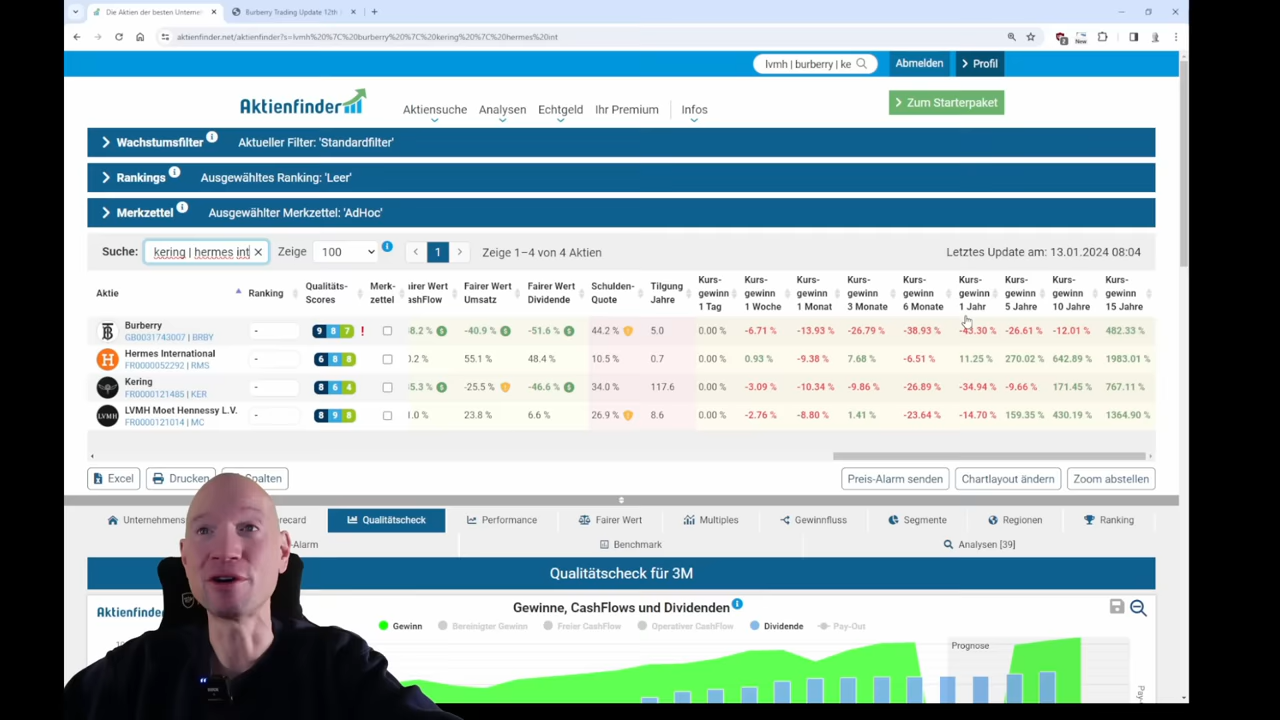 Die Aktien der besten Unterne
Burberry Trading Update 12th
aktienfinder.net/aktienfinder?s=lvmh%20%7C%20burberry%20%7C%20kering%20%7C%20hermes%20int
New
lvmh | burberry | ke
Abmelden
Profil
Aktienfinder
Aktiensuche Analysen Echtgeld Ihr Premium Infos
Zum Starterpaket
Wachstumsfilter Aktueller Filter: 'Standardfilter'
Rankings Ausgewähltes Ranking: 'Leer'
Merkzettel Ausgewählter Merkzettel: 'AdHoc'
Suche: kering | hermes int Zeige 100 1 Zeige 1–4 von 4 Aktien Letztes Update am: 13.01.2024 08:04
Aktie Ranking Qualitäts-Scores Merk-zettel Fairer Wert Umsatz Fairer Wert Dividende Schulden-Quote Tilgung Jahre Kurs-gewinn 1 Tag Kurs-gewinn 1 Woche Kurs-gewinn 1 Monat Kurs-gewinn 3 Monate Kurs-gewinn 6 Monate Kurs-gewinn 1 Jahr Kurs-gewinn 5 Jahre Kurs-gewinn 10 Jahre Kurs-gewinn 15 Jahre
Burberry - 9 8 7 ! 8.2 % -40.9 % -51.6 % 44.2 % 5.0 0.00 % -6.71 % -13.93 % -26.79 % -38.93 % -43.30 % -26.61 % -12.01 % 482.33 %
GB0031743007 | BRBY
Hermes International - 6 8 8 .2 % 55.1 % 48.4 % 10.5 % 0.7 0.00 % 0.93 % -9.38 % 7.68 % -6.51 % 11.25 % 270.02 % 642.89 % 1983.01 %
FR0000052292 | RMS
Kering - 8 6 4 5.3 % -25.5 % -46.6 % 34.0 % 117.6 0.00 % -3.09 % -10.34 % -9.86 % -26.89 % -34.94 % -9.66 % 171.45 % 767.11 %
FR0000121485 | KER
LVMH Moet Hennessy L.V. - 8 9 8 .0 % 23.8 % 6.6 % 26.9 % 8.6 0.00 % -2.76 % -8.80 % 1.41 % -23.64 % -14.70 % 159.35 % 430.19 % 1364.90 %
FR0000121014 | MC
Excel Drucken Spalten Preis-Alarm senden Chartlayout ändern Zoom abstellen
Unternehmens ecard Qualitätscheck Performance Fairer Wert Multiples Gewinnfluss Segmente Regionen Ranking
-Alarm Benchmark Analysen [39]
Qualitätscheck für 3M
Aktienfinder
Gewinne, CashFlows und Dividenden
Gewinn Bereinigter Gewinn Freier CashFlow Operativer CashFlow Dividende Pay-Out
Prognose
Pay-